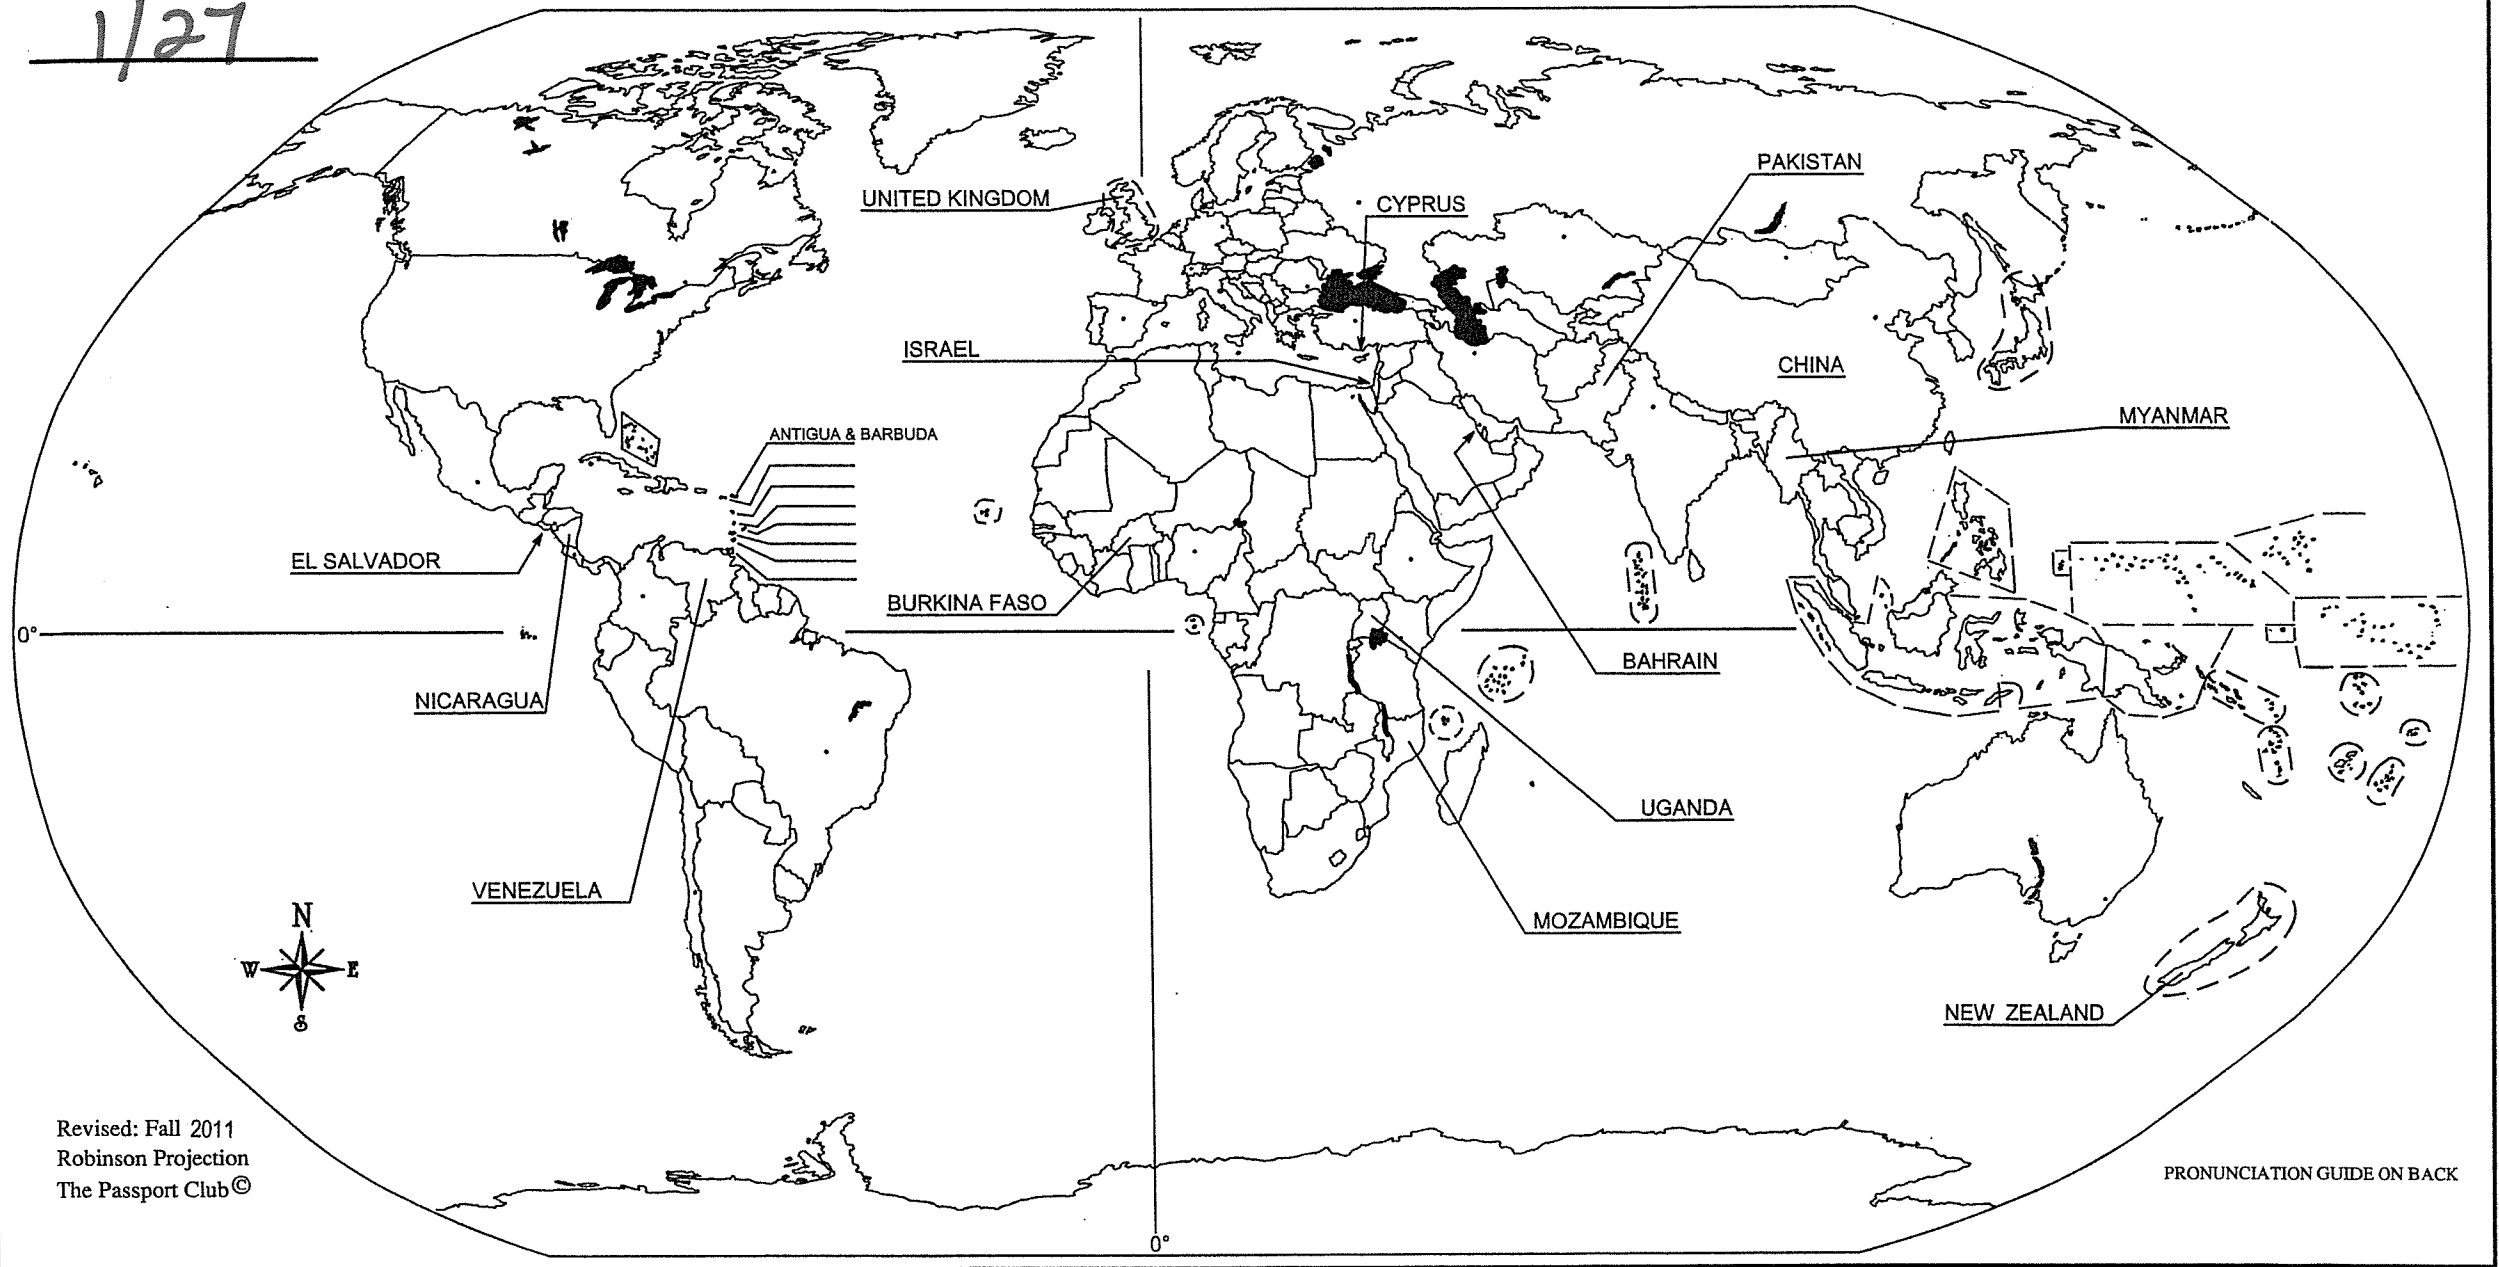 1/27
UNITED KINGDOM
PAKISTAN
CYPRUS
ISRAEL
CHINA
MYANMAR
ANTIGUA & BARBUDA
EL SALVADOR
BURKINA FASO
0°
BAHRAIN
NICARAGUA
UGANDA
VENEZUELA
MOZAMBIQUE
N
W E
S
NEW ZEALAND
Revised: Fall 2011
Robinson Projection
The Passport Club©
PRONUNCIATION GUIDE ON BACK
0°